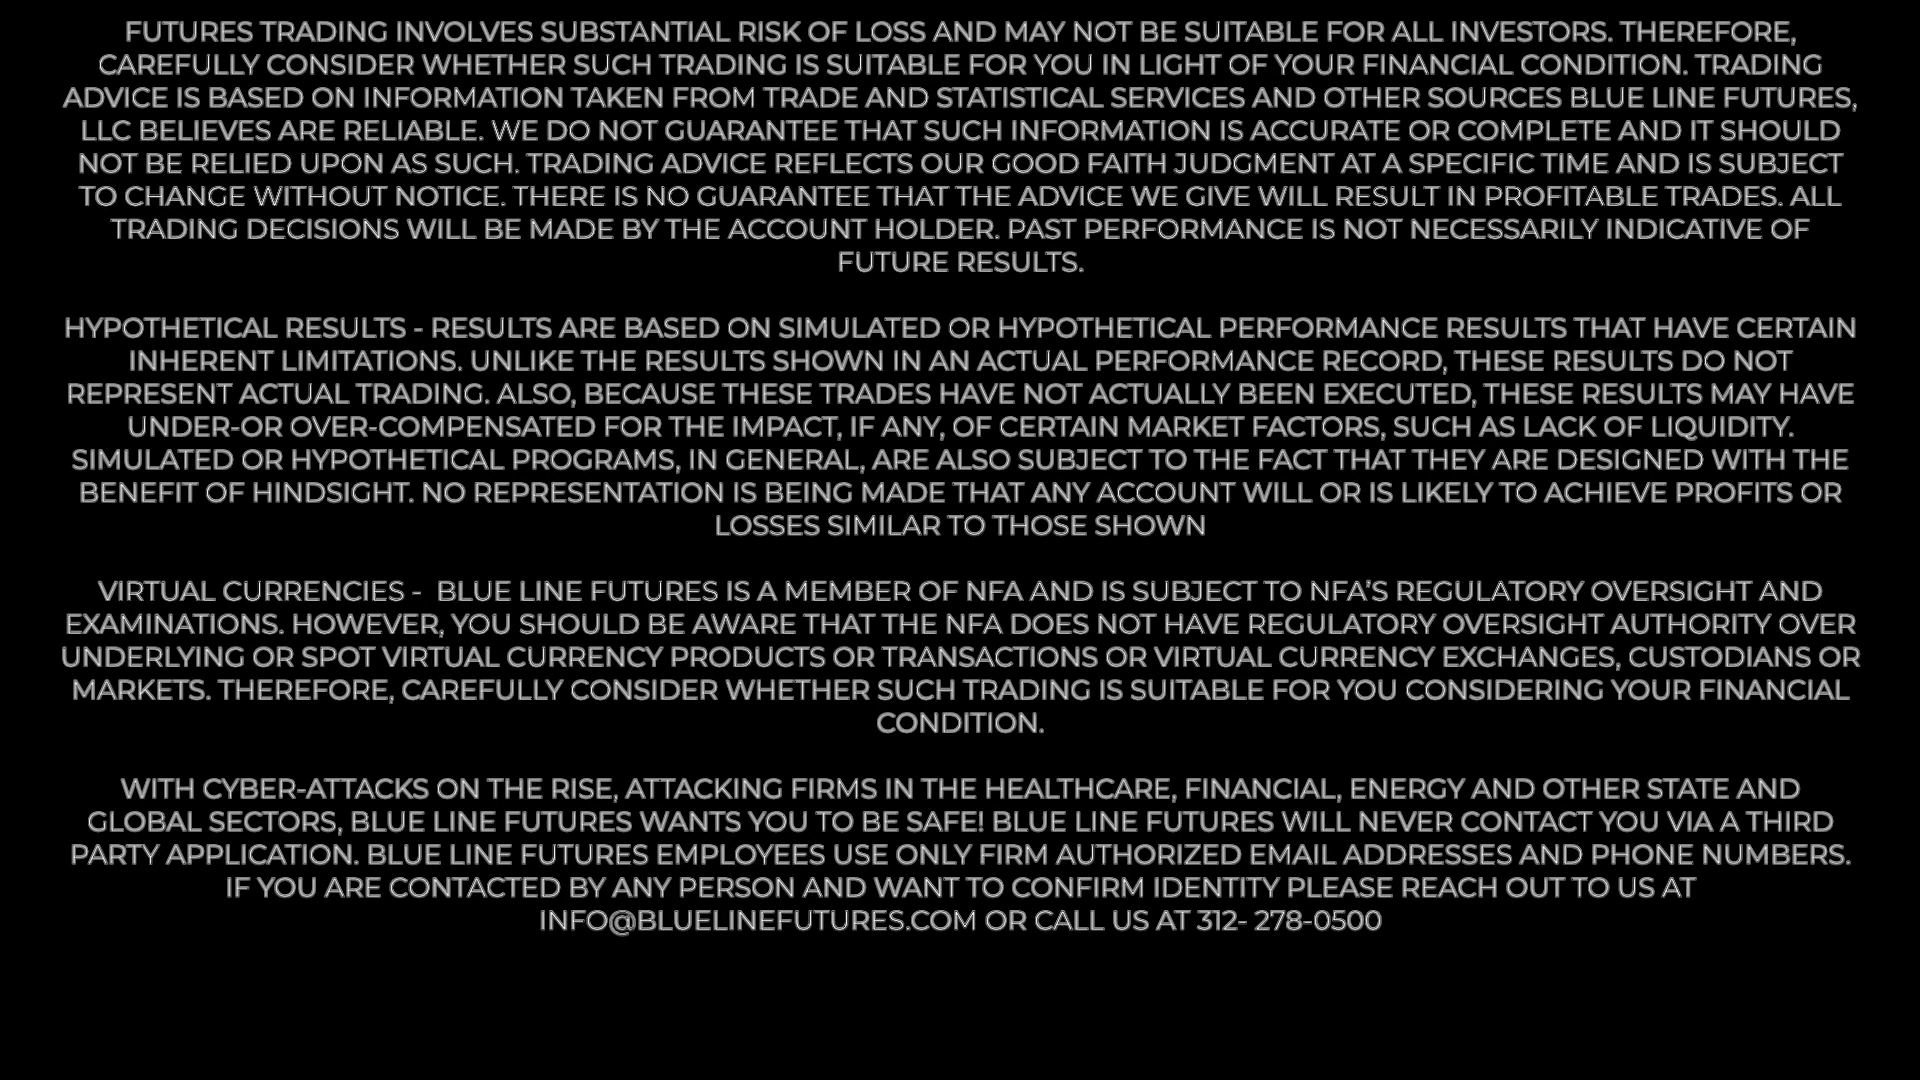 FUTURES TRADING INVOLVES SUBSTANTIAL RISK OF LOSS AND MAY NOT BE SUITABLE FOR ALL INVESTORS. THEREFORE,
CAREFULLY CONSIDER WHETHER SUCH TRADING IS SUITABLE FOR YOU IN LIGHT OF YOUR FINANCIAL CONDITION. TRADING
ADVICE IS BASED ON INFORMATION TAKEN FROM TRADE AND STATISTICAL SERVICES AND OTHER SOURCES BLUE LINE FUTURES,
LLC BELIEVES ARE RELIABLE. WE DO NOT GUARANTEE THAT SUCH INFORMATION IS ACCURATE OR COMPLETE AND IT SHOULD
NOT BE RELIED UPON AS SUCH. TRADING ADVICE REFLECTS OUR GOOD FAITH JUDGMENT AT A SPECIFIC TIME AND IS SUBJECT
TO CHANGE WITHOUT NOTICE. THERE IS NO GUARANTEE THAT THE ADVICE WE GIVE WILL RESULT IN PROFITABLE TRADES. ALL
TRADING DECISIONS WILL BE MADE BY THE ACCOUNT HOLDER. PAST PERFORMANCE IS NOT NECESSARILY INDICATIVE OF
FUTURE RESULTS.
HYPOTHETICAL RESULTS - RESULTS ARE BASED ON SIMULATED OR HYPOTHETICAL PERFORMANCE RESULTS THAT HAVE CERTAIN
INHERENT LIMITATIONS. UNLIKE THE RESULTS SHOWN IN AN ACTUAL PERFORMANCE RECORD, THESE RESULTS DO NOT
REPRESENT ACTUAL TRADING. ALSO, BECAUSE THESE TRADES HAVE NOT ACTUALLY BEEN EXECUTED, THESE RESULTS MAY HAVE
UNDER-OR OVER-COMPENSATED FOR THE IMPACT, IF ANY, OF CERTAIN MARKET FACTORS, SUCH AS LACK OF LIQUIDITY.
SIMULATED OR HYPOTHETICAL PROGRAMS, IN GENERAL, ARE ALSO SUBJECT TO THE FACT THAT THEY ARE DESIGNED WITH THE
BENEFIT OF HINDSIGHT. NO REPRESENTATION IS BEING MADE THAT ANY ACCOUNT WILL OR IS LIKELY TO ACHIEVE PROFITS OR
LOSSES SIMILAR TO THOSE SHOWN
VIRTUAL CURRENCIES -  BLUE LINE FUTURES IS A MEMBER OF NFA AND IS SUBJECT TO NFA’S REGULATORY OVERSIGHT AND
EXAMINATIONS. HOWEVER, YOU SHOULD BE AWARE THAT THE NFA DOES NOT HAVE REGULATORY OVERSIGHT AUTHORITY OVER
UNDERLYING OR SPOT VIRTUAL CURRENCY PRODUCTS OR TRANSACTIONS OR VIRTUAL CURRENCY EXCHANGES, CUSTODIANS OR
MARKETS. THEREFORE, CAREFULLY CONSIDER WHETHER SUCH TRADING IS SUITABLE FOR YOU CONSIDERING YOUR FINANCIAL
CONDITION.
WITH CYBER-ATTACKS ON THE RISE, ATTACKING FIRMS IN THE HEALTHCARE, FINANCIAL, ENERGY AND OTHER STATE AND
GLOBAL SECTORS, BLUE LINE FUTURES WANTS YOU TO BE SAFE! BLUE LINE FUTURES WILL NEVER CONTACT YOU VIA A THIRD
PARTY APPLICATION. BLUE LINE FUTURES EMPLOYEES USE ONLY FIRM AUTHORIZED EMAIL ADDRESSES AND PHONE NUMBERS.
IF YOU ARE CONTACTED BY ANY PERSON AND WANT TO CONFIRM IDENTITY PLEASE REACH OUT TO US AT
INFO@BLUELINEFUTURES.COM OR CALL US AT 312- 278-0500